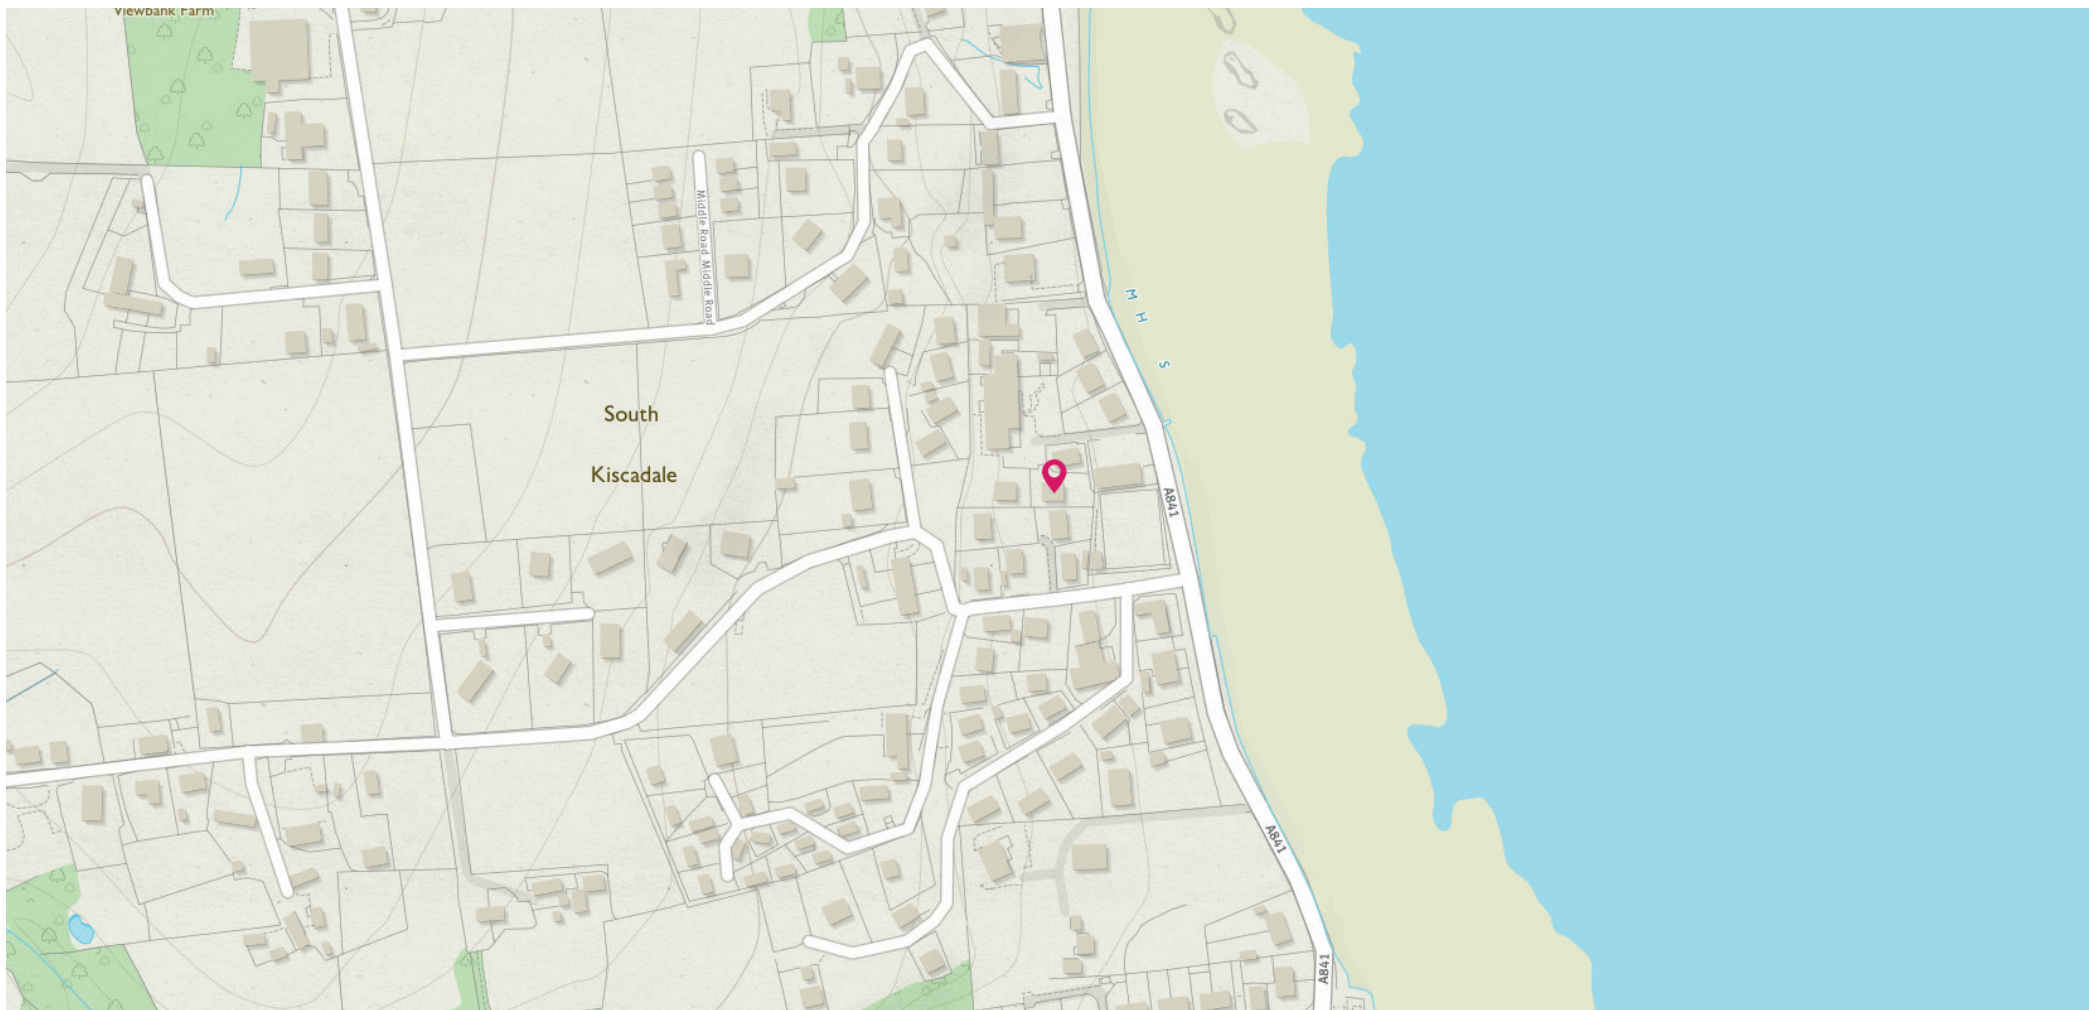 Viewbank Farm
Middle Road Middle Road
M H S
South
Kiscadale
A841
A841
A841